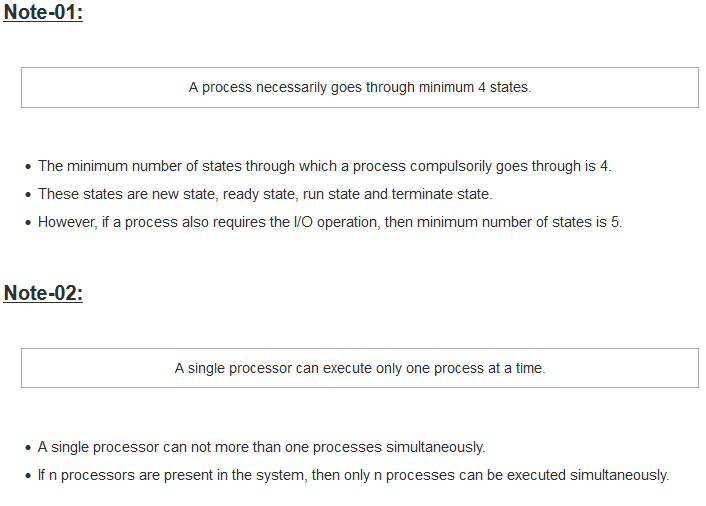 Note-01:
A process necessarily goes through minimum 4 states.
• The minimum number of states through which a process compulsorily goes through is 4.
• These states are new state, ready state, run state and terminate state.
• However, if a process also requires the I/O operation, then minimum number of states is 5.
Note-02:
A single processor can execute only one process at a time.
• A single processor can not more than one processes simultaneously.
• If n processors are present in the system, then only n processes can be executed simultaneously.